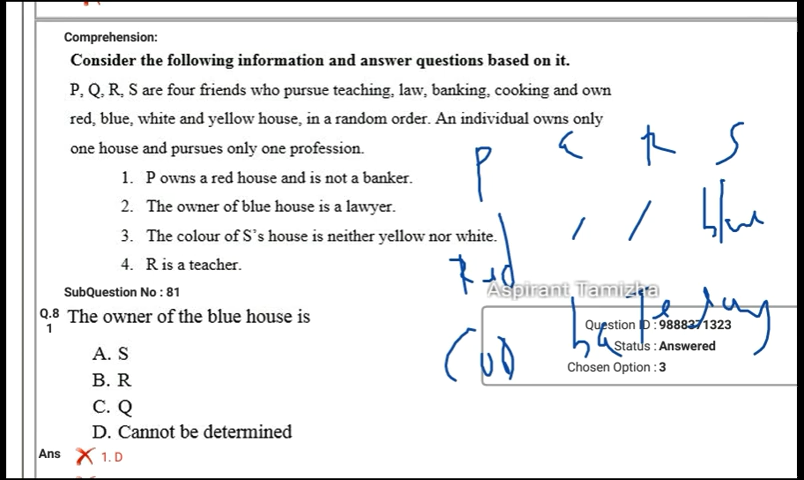 Comprehension:
Consider the following information and answer questions based on it.
P, Q, R, S are four friends who pursue teaching, law, banking, cooking and own
red, blue, white and yellow house, in a random order. An individual owns only
one house and pursues only one profession.
P Q R S
1. P owns a red house and is not a banker.
2. The owner of blue house is a lawyer.
blue
3. The colour of S's house is neither yellow nor white.
4. R is a teacher.
Red
Aspirant Tamizha
SubQuestion No : 81
Q.8
1
The owner of the blue house is
A. S
B. R
C. Q
D. Cannot be determined
Question ID : 9888371323
Status : Answered
Chosen Option : 3
Ans
1. D